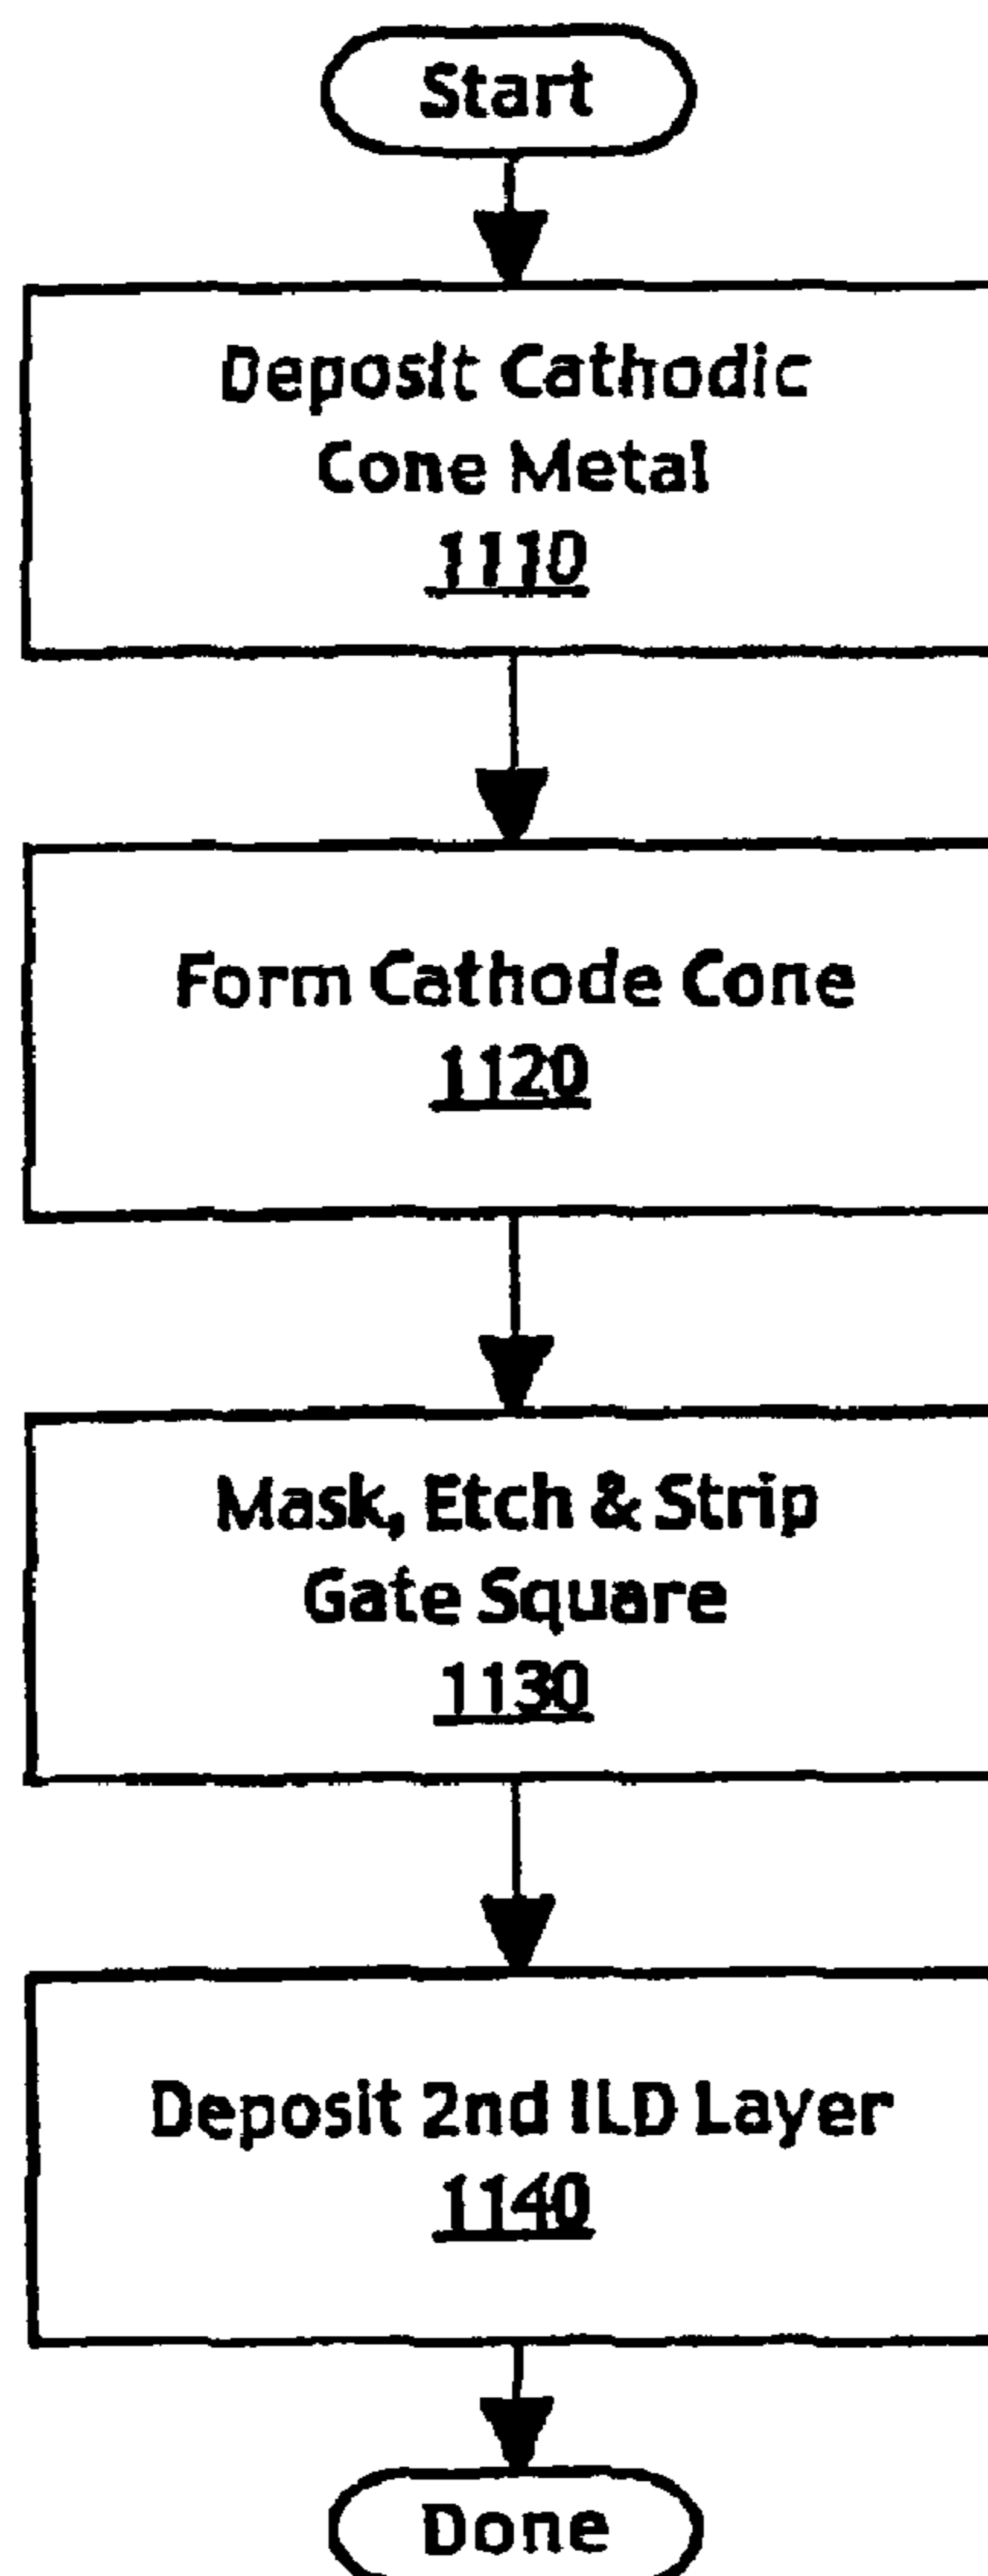 Start
Deposit Cathodic
Cone Metal
1110
Form Cathode Cone
1120
Mask, Etch & Strip
Gate Square
1130
Deposit 2nd ILD Layer
1140
Done